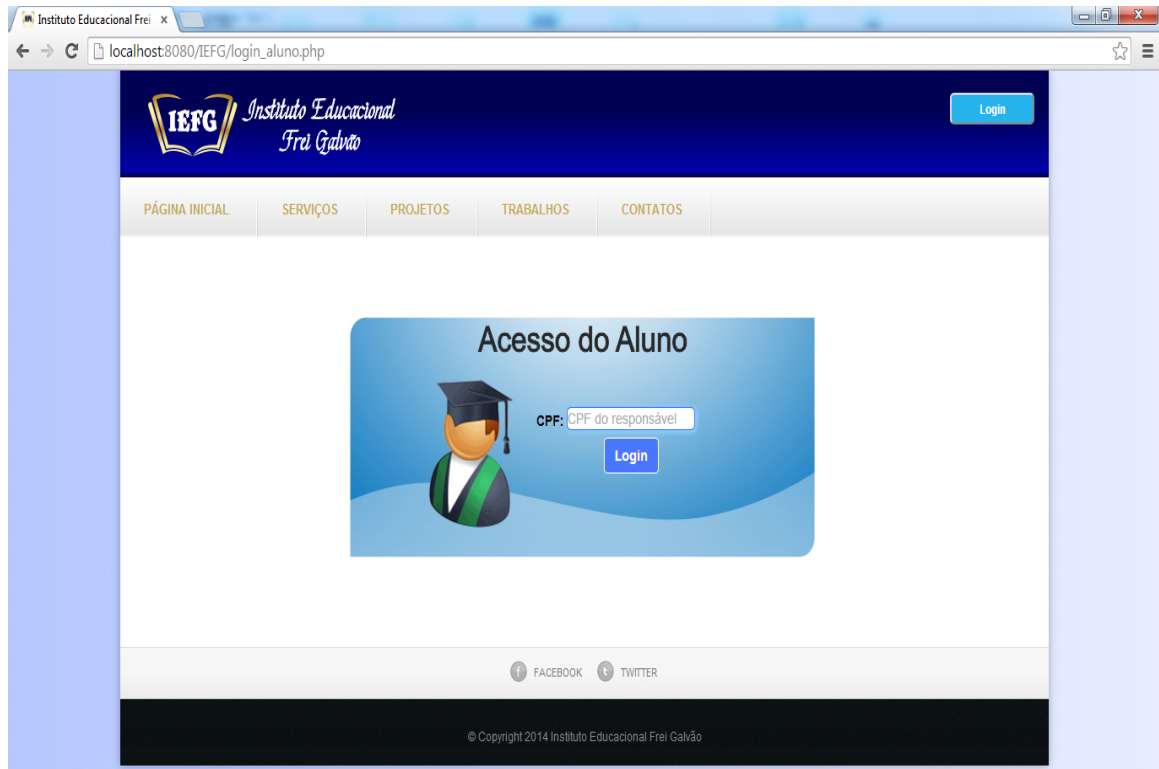 Instituto Educacional Frei
localhost:8080/IEFG/login_aluno.php
IEFG
Instituto Educacional
Frei Galvão
Login
PÁGINA INICIAL SERVIÇOS PROJETOS TRABALHOS CONTATOS
Acesso do Aluno
CPF: CPF do responsável
Login
f FACEBOOK t TWITTER
© Copyright 2014 Instituto Educacional Frei Galvão